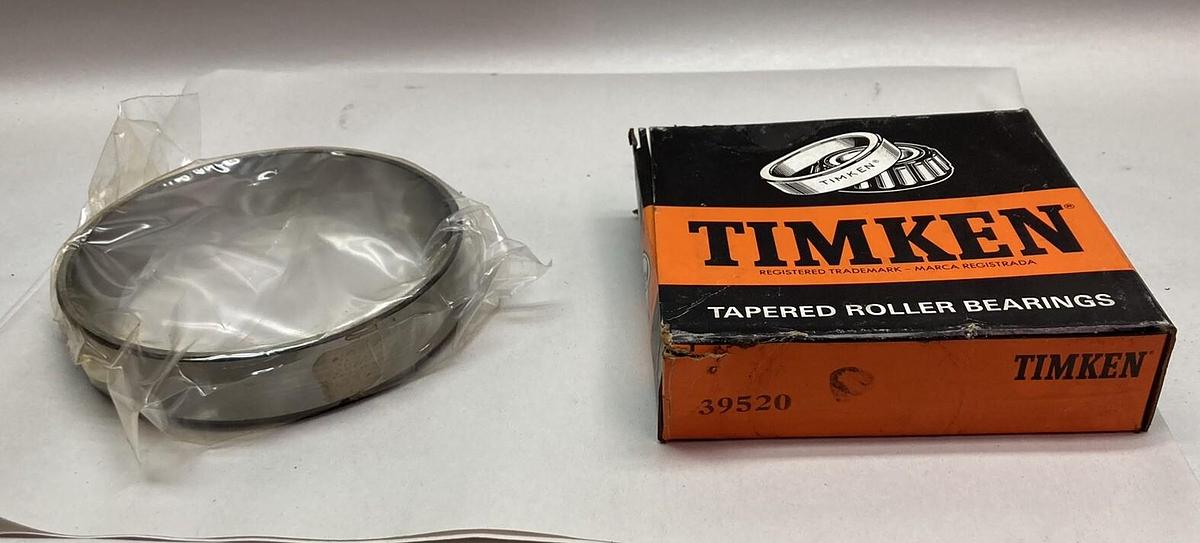 TIMKEN®
TIMKEN®
REGISTERED TRADEMARK – MARCA REGISTRADA
TAPERED ROLLER BEARINGS
TIMKEN®
39520